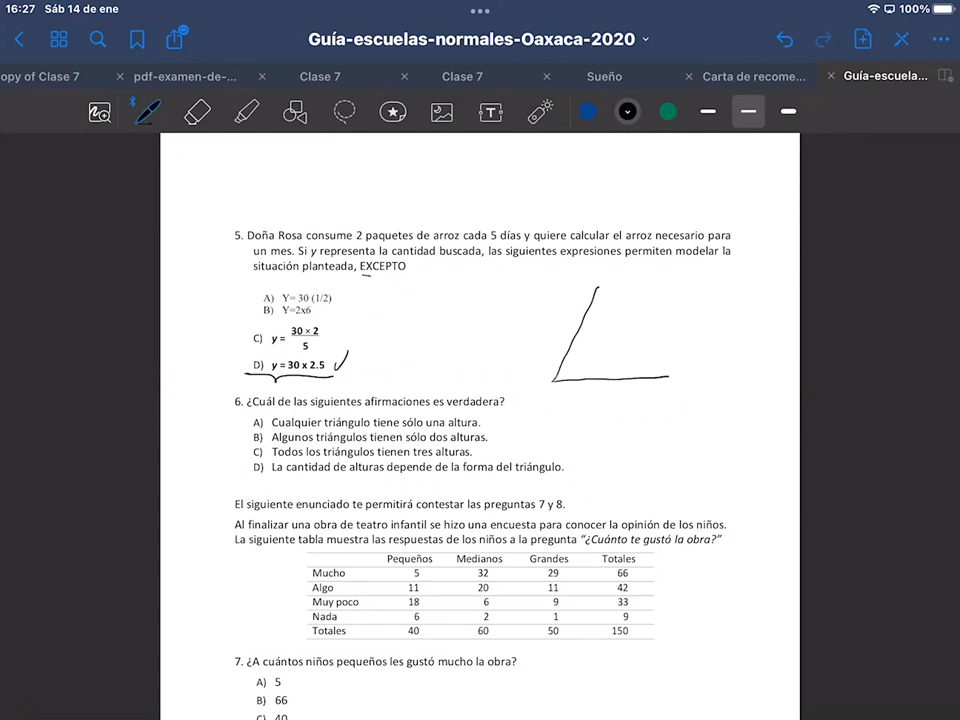 16:27 Sáb 14 de ene
100%
Guía-escuelas-normales-Oaxaca-2020
opy of Clase 7 × pdf-examen-de-... × Clase 7 × Clase 7 × Sueño × Carta de recome... × Guía-escuela...
T
5. Doña Rosa consume 2 paquetes de arroz cada 5 días y quiere calcular el arroz necesario para
un mes. Si y representa la cantidad buscada, las siguientes expresiones permiten modelar la
situación planteada, EXCEPTO
A) Y= 30 (1/2)
B) Y=2x6
C) y = 30 × 2
5
D) y = 30 x 2.5
6. ¿Cuál de las siguientes afirmaciones es verdadera?
A) Cualquier triángulo tiene sólo una altura.
B) Algunos triángulos tienen sólo dos alturas.
C) Todos los triángulos tienen tres alturas.
D) La cantidad de alturas depende de la forma del triángulo.
El siguiente enunciado te permitirá contestar las preguntas 7 y 8.
Al finalizar una obra de teatro infantil se hizo una encuesta para conocer la opinión de los niños.
La siguiente tabla muestra las respuestas de los niños a la pregunta “¿Cuánto te gustó la obra?”
Pequeños Medianos Grandes Totales
Mucho 5 32 29 66
Algo 11 20 11 42
Muy poco 18 6 9 33
Nada 6 2 1 9
Totales 40 60 50 150
7. ¿A cuántos niños pequeños les gustó mucho la obra?
A) 5
B) 66
C) 40